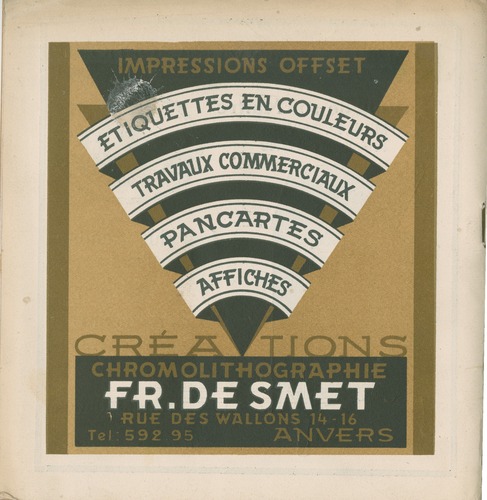 IMPRESSIONS OFFSET
ETIQUETTES EN COULEURS
TRAVAUX COMMERCIAUX
PANCARTES
AFFICHES
CRÉATIONS
CHROMOLITHOGRAPHIE
FR. DE SMET
RUE DES WALLONS 14-16
Tel: 592 95 ANVERS